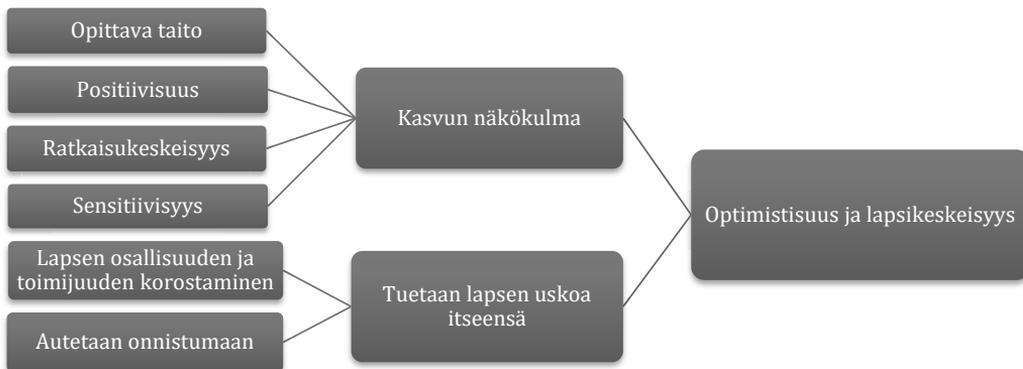 Opittava taito
Positiivisuus
Ratkaisukeskeisyys
Sensitiivisyys
Lapsen osallisuuden ja
toimijuuden korostaminen
Autetaan onnistumaan
Kasvun näkökulma
Tuetaan lapsen uskoa
itseensä
Optimistisuus ja lapsikeskeisyys